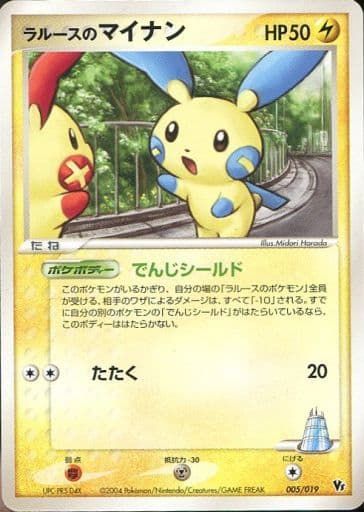 ラルースのマイナン HP50
Illus.Midori Harada
たね
ポケボディー でんじシールド
このポケモンがいるかぎり、自分の場の「ラルースのポケモン」全員
が受ける、相手のワザによるダメージは、すべて「-10」される。すで
に自分の別のポケモンの「でんじシールド」がはたらいているなら、
このボディーははたらかない。
たたく 20
弱点 抵抗力 -30 にげる
UPC-PR5 04X ©2004 Pokémon/Nintendo/Creatures/GAME FREAK 005/019 VS